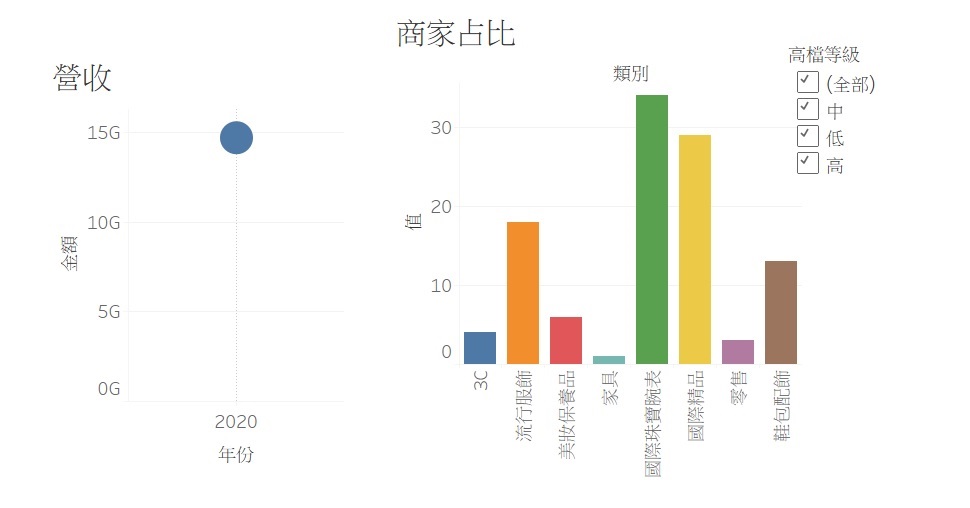 營收
15G
10G
5G
0G
金額
2020
年份
商家占比
類別
30
20
10
0
值
3C
流行服飾
美妝保養品
家具
國際珠寶腕表
國際精品
零售
鞋包配飾
高檔等級
(全部)
中
低
高